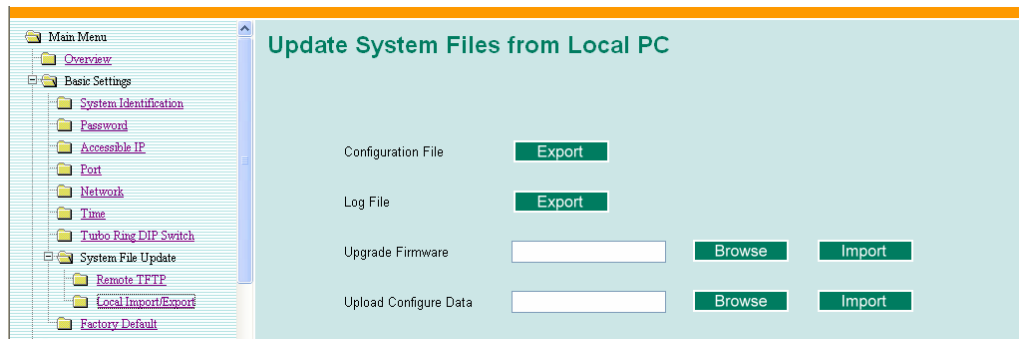 Main Menu
Overview
Basic Settings
System Identification
Password
Accessible IP
Port
Network
Time
Turbo Ring DIP Switch
System File Update
Remote TFTP
Local Import/Export
Factory Default
Update System Files from Local PC
Configuration File Export
Log File Export
Upgrade Firmware Browse Import
Upload Configure Data Browse Import